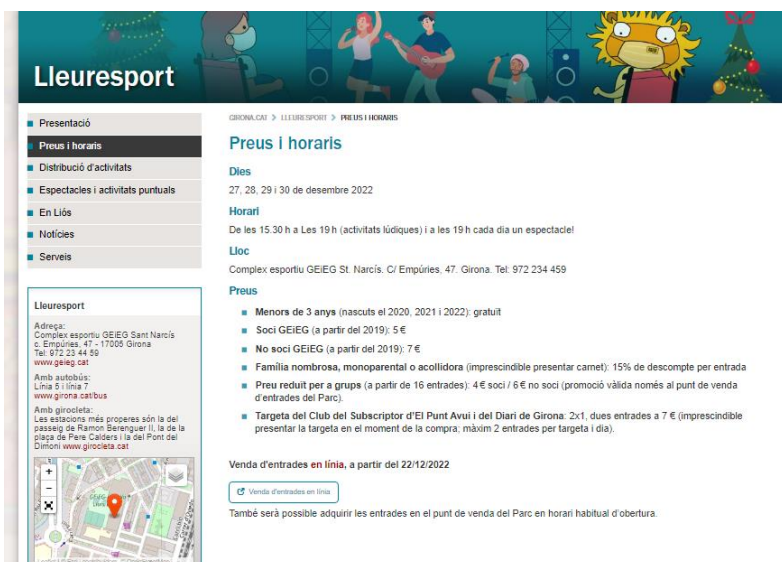 Lleuresport
Presentació
Preus i horaris
Distribució d'activitats
Espectacles i activitats puntuals
En Liós
Notícies
Serveis
Lleuresport
Adreça:
Complex esportiu GEiEG Sant Narcís
c. Empúries, 47 - 17005 Girona
Tel: 972 23 44 59
www.geieg.cat
Amb autobús:
Línia 5 i línia 7
www.girona.cat/bus
Amb girocleta:
Les estacions més properes són la del
passeig de Ramon Berenguer II, la de la
plaça de Pere Calders i la del Pont del
Dimoni www.girocleta.cat
GIRONA.CAT > LLEURESPORT > PREUS I HORARIS
Preus i horaris
Dies
27, 28, 29 i 30 de desembre 2022
Horari
De les 15.30 h a Les 19 h (activitats lúdiques) i a les 19 h cada dia un espectacle!
Lloc
Complex esportiu GEiEG St. Narcís. C/ Empúries, 47. Girona. Tel: 972 234 459
Preus
Menors de 3 anys (nascuts el 2020, 2021 i 2022): gratuït
Soci GEiEG (a partir del 2019): 5 €
No soci GEiEG (a partir del 2019): 7 €
Família nombrosa, monoparental o acollidora (imprescindible presentar carnet): 15% de descompte per entrada
Preu reduït per a grups (a partir de 16 entrades): 4 € soci / 6 € no soci (promoció vàlida només al punt de venda
d'entrades del Parc).
Targeta del Club del Subscriptor d'El Punt Avui i del Diari de Girona: 2x1, dues entrades a 7 € (imprescindible
presentar la targeta en el moment de la compra; màxim 2 entrades per targeta i dia).
Venda d'entrades en línia, a partir del 22/12/2022
Venda d'entrades en línia
També serà possible adquirir les entrades en el punt de venda del Parc en horari habitual d'obertura.